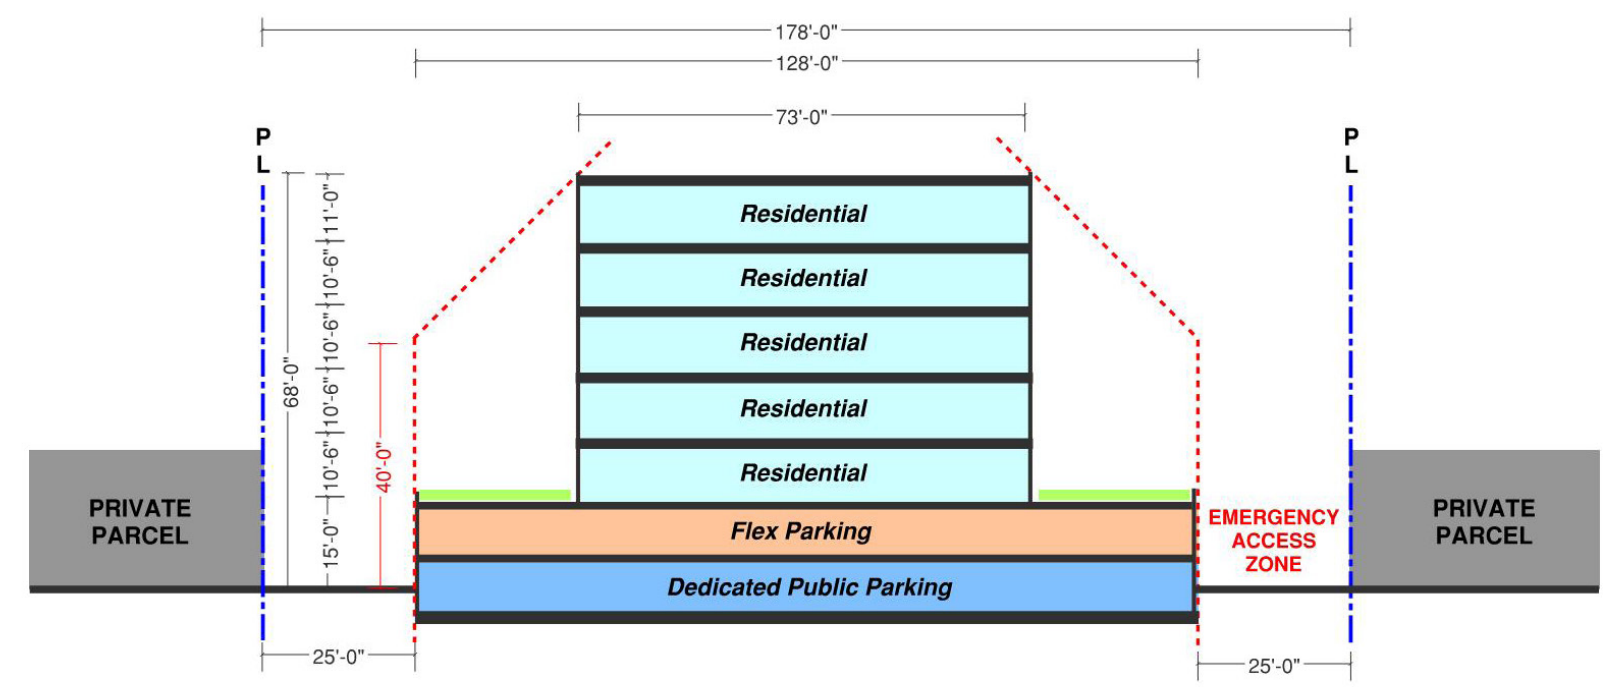 178'-0"
128'-0"
73'-0"
P
L
P
L
11'-0"
10'-6"
10'-6"
10'-6"
10'-6"
15'-0"
68'-0"
40'-0"
Residential
Residential
Residential
Residential
Residential
Flex Parking
Dedicated Public Parking
PRIVATE
PARCEL
EMERGENCY
ACCESS
ZONE
PRIVATE
PARCEL
25'-0"
25'-0"